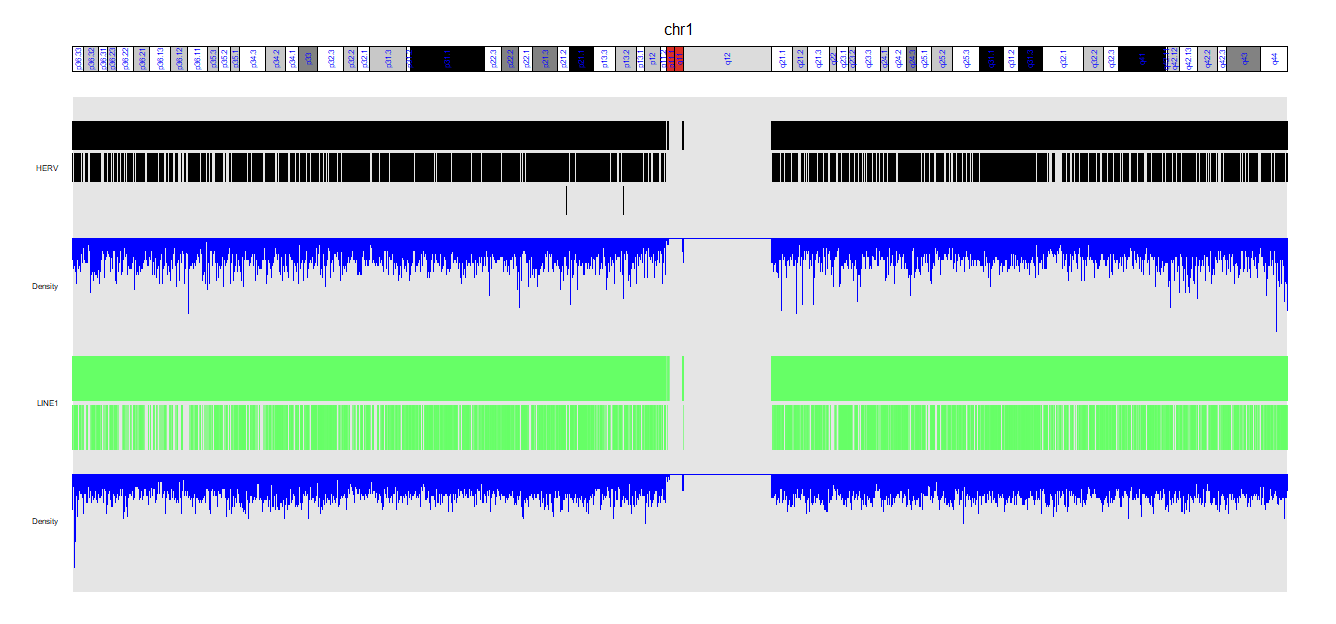 chr1
p36.33 p36.32 p36.31 p36.23 p36.22 p36.21 p36.13 p36.12 p36.11 p35.3 p35.2 p35.1 p34.3 p34.2 p34.1 p33 p32.3 p32.2 p32.1 p31.3 p31.1 p22.3 p22.2 p22.1 p21.3 p21.2 p21.1 p13.3 p13.2 p13.1 p12 p11.2 p11.1 q11 q12 q21.1 q21.2 q21.3 q22 q23.1 q23.2 q23.3 q24.1 q24.2 q24.3 q25.1 q25.2 q25.3 q31.1 q31.2 q31.3 q32.1 q32.2 q32.3 q41 q42.12 q42.13 q42.2 q42.3 q43 q44
HERV
Density
LINE1
Density